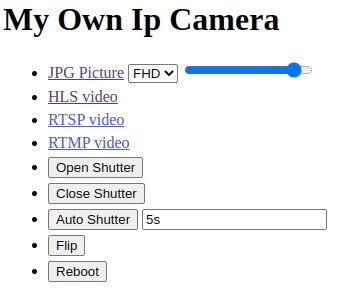 My Own Ip Camera
JPG Picture FHD
HLS video
RTSP video
RTMP video
Open Shutter
Close Shutter
Auto Shutter 5s
Flip
Reboot